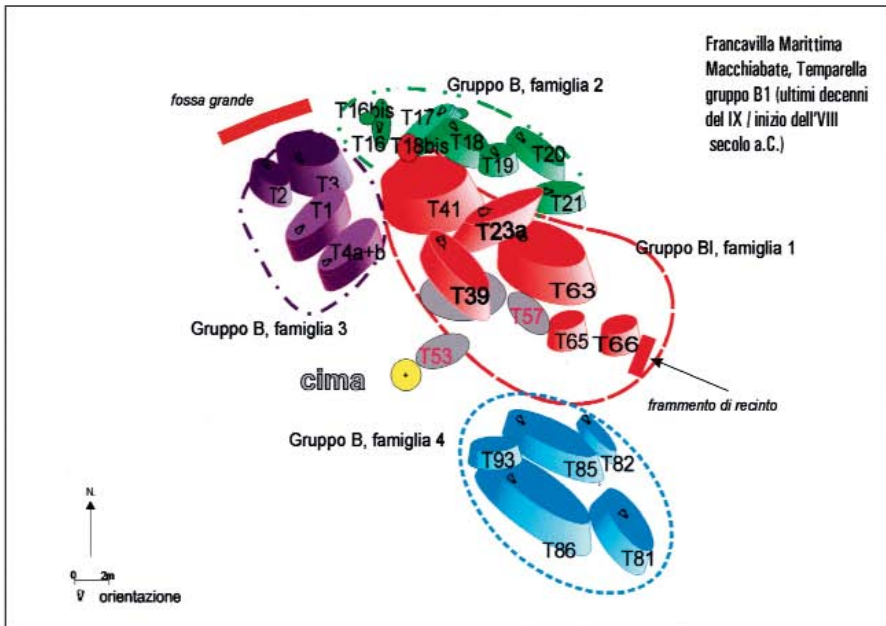 Francavilla Marittima
Macchiabate, Temparella
gruppo B1 (ultimi decenni
del IX / inizio dell'VIII
secolo a.C.)
Gruppo B, famiglia 2
fossa grande
T16bis
T17
T16
T18bis
T18
T19
T20
T21
T2
T3
T1
T4a+b
T41
T23a
Gruppo BI, famiglia 1
T39
T63
T57
T65
T66
Gruppo B, famiglia 3
T53
cima
frammento di recinto
Gruppo B, famiglia 4
T93
T85
T82
T86
T81
N.
0 2m
orientazione